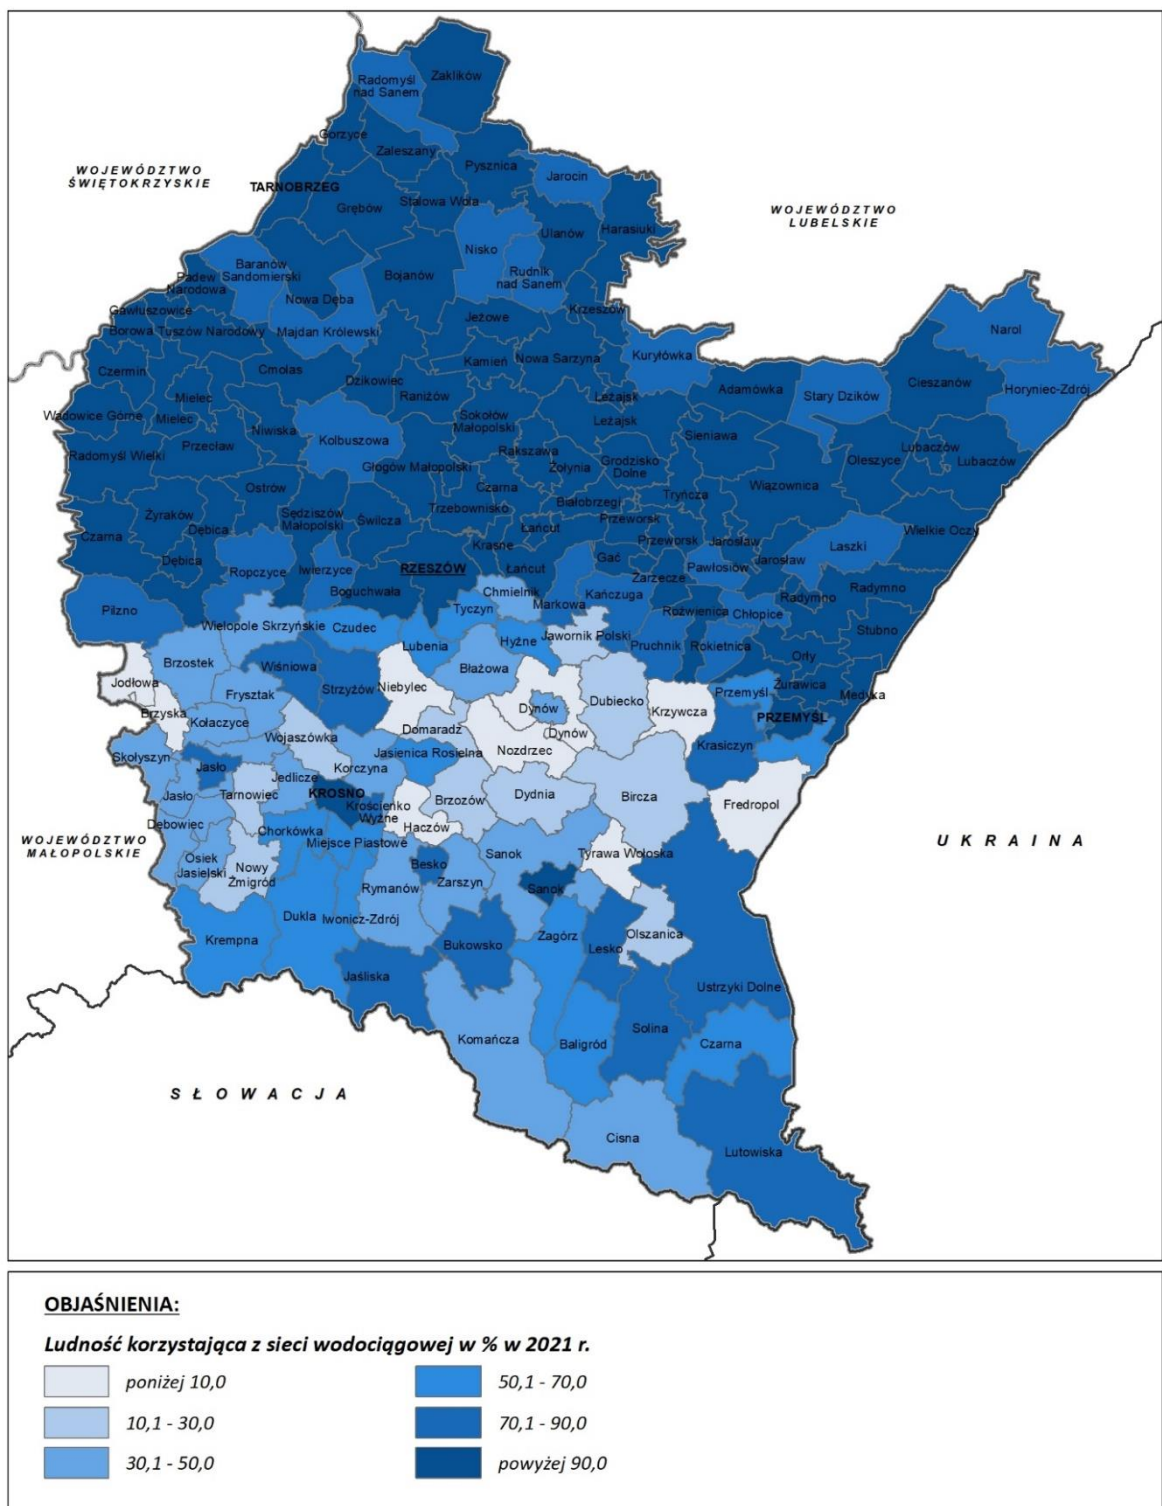 Zaklików
Radomyśl
nad Sanem
Gorzyce
Zaleszany
Pysznica
WOJEWÓDZTWO
ŚWIĘTOKRZYSKIE
Jarocin
TARNOBRZEG
Stalowa Wola
Grębów
WOJEWÓDZTWO
LUBELSKIE
Ulanów
Harasiuki
Nisko
Baranów
Sandomierski
Rudnik
nad Sanem
Bojanów
Padew
Narodowa
Nowa Dęba
Gawłuszowice
Krzeszów
Jeżowe
Borowa
Tuszów Narodowy
Majdan Królewski
Narol
Kuryłówka
Kamień
Nowa Sarzyna
Czermin
Cmolas
Dzikowiec
Cieszanów
Adamówka
Stary Dzików
Horyniec-Zdrój
Mielec
Raniżów
Leżajsk
Wadowice Górne
Mielec
Sokołów
Małopolski
Leżajsk
Niwiska
Kolbuszowa
Sieniawa
Przecław
Rakszawa
Lubaczów
Radomyśl Wielki
Głogów Małopolski
Żołynia
Grodzisko
Dolne
Oleszyce
Lubaczów
Ostrów
Czarna
Wiązownica
Tryńcza
Białobrzegi
Sędziszów
Małopolski
Trzebownisko
Żyraków
Świlcza
Przeworsk
Dębica
Łańcut
Wielkie Oczy
Czarna
Krasne
Przeworsk
Jarosław
Laszki
Dębica
Gać
Pawłosiów
Jarosław
Ropczyce
Iwierzyce
RZESZÓW
Łańcut
Zarzecze
Boguchwała
Chmielnik
Kańczuga
Radymno
Radymno
Pilzno
Tyczyn
Markowa
Roźwienica
Chłopice
Wielopole Skrzyńskie
Czudec
Stubno
Lubenia
Hyżne
Jawornik Polski
Pruchnik
Rokietnica
Orły
Brzostek
Wiśniowa
Błażowa
Jodłowa
Strzyżów
Niebylec
Żurawica
Frysztak
Przemyśl
Medyka
Dubiecko
Brzyska
Dynów
Krzywcza
PRZEMYŚL
Kołaczyce
Domaradz
Dynów
Wojaszówka
Krasiczyn
Skołyszyn
Jasienica Rosielna
Nozdrzec
Jasło
Korczyna
Jedlicze
Jasło
Tarnowiec
KROSNO
Dydnia
Bircza
Brzozów
Krościenko
Wyżne
Fredropol
Dębowiec
Haczów
Chorkówka
WOJEWÓDZTWO
MAŁOPOLSKIE
Miejsce Piastowe
UKRAINA
Sanok
Tyrawa Wołoska
Osiek
Jasielski
Nowy
Żmigród
Besko
Zarszyn
Rymanów
Sanok
Dukla
Iwonicz-Zdrój
Krempna
Zagórz
Olszanica
Bukowsko
Lesko
Jaśliska
Ustrzyki Dolne
Solina
Komańcza
Baligród
Czarna
SŁOWACJA
Cisna
Lutowiska
OBJAŚNIENIA:
Ludność korzystająca z sieci wodociągowej w % w 2021 r.
poniżej 10,0
50,1 - 70,0
10,1 - 30,0
70,1 - 90,0
30,1 - 50,0
powyżej 90,0